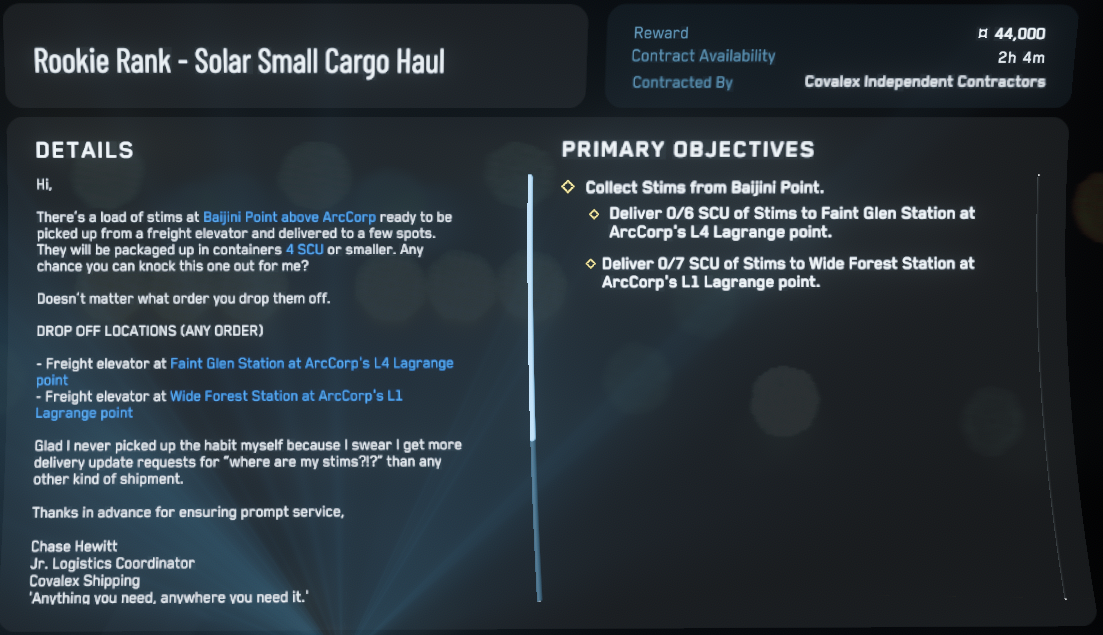 Rookie Rank - Solar Small Cargo Haul
Reward ¤ 44,000
Contract Availability 2h 4m
Contracted By Covalex Independent Contractors
DETAILS
Hi,
There's a load of stims at Baijini Point above ArcCorp ready to be
picked up from a freight elevator and delivered to a few spots.
They will be packaged up in containers 4 SCU or smaller. Any
chance you can knock this one out for me?
Doesn't matter what order you drop them off.
DROP OFF LOCATIONS (ANY ORDER)
- Freight elevator at Faint Glen Station at ArcCorp's L4 Lagrange
point
- Freight elevator at Wide Forest Station at ArcCorp's L1
Lagrange point
Glad I never picked up the habit myself because I swear I get more
delivery update requests for "where are my stims?!?" than any
other kind of shipment.
Thanks in advance for ensuring prompt service,
Chase Hewitt
Jr. Logistics Coordinator
Covalex Shipping
'Anything you need, anywhere you need it.'
PRIMARY OBJECTIVES
Collect Stims from Baijini Point.
Deliver 0/6 SCU of Stims to Faint Glen Station at
ArcCorp's L4 Lagrange point.
Deliver 0/7 SCU of Stims to Wide Forest Station at
ArcCorp's L1 Lagrange point.